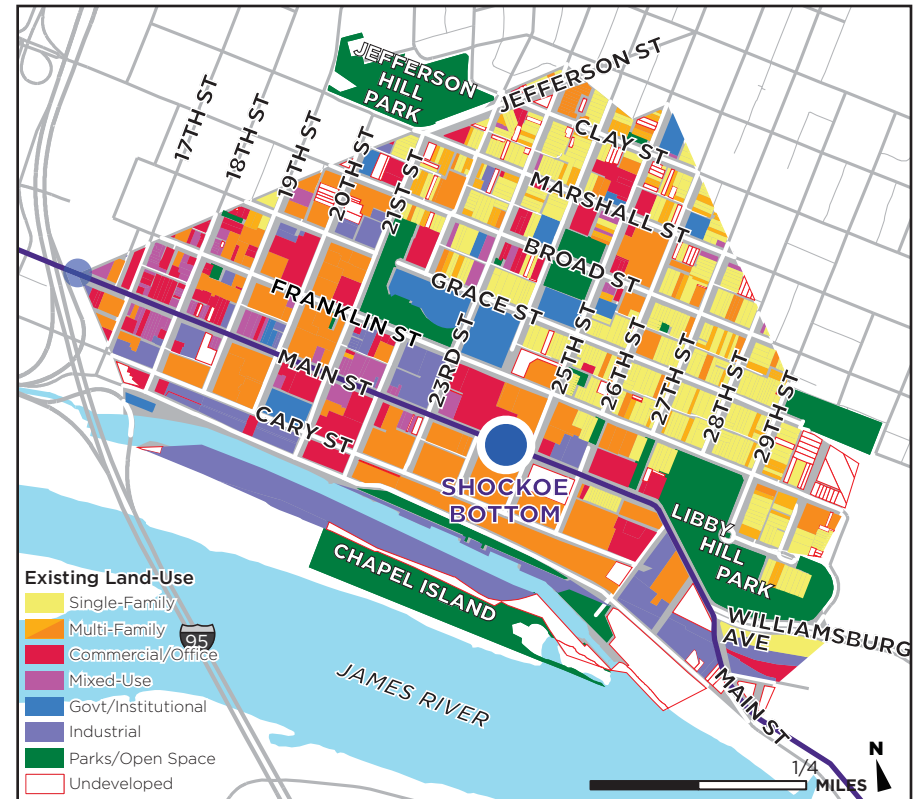 JEFFERSON
HILL
PARK
JEFFERSON ST
17TH ST
18TH ST
19TH ST
20TH ST
21ST ST
CLAY ST
MARSHALL ST
BROAD ST
GRACE ST
FRANKLIN ST
23RD ST
25TH ST
26TH ST
27TH ST
28TH ST
29TH ST
MAIN ST
CARY ST
SHOCKOE
BOTTOM
LIBBY
HILL
PARK
CHAPEL ISLAND
WILLIAMSBURG
AVE
MAIN ST
JAMES RIVER
95
Existing Land-Use
Single-Family
Multi-Family
Commercial/Office
Mixed-Use
Govt/Institutional
Industrial
Parks/Open Space
Undeveloped
1/4
MILES
N